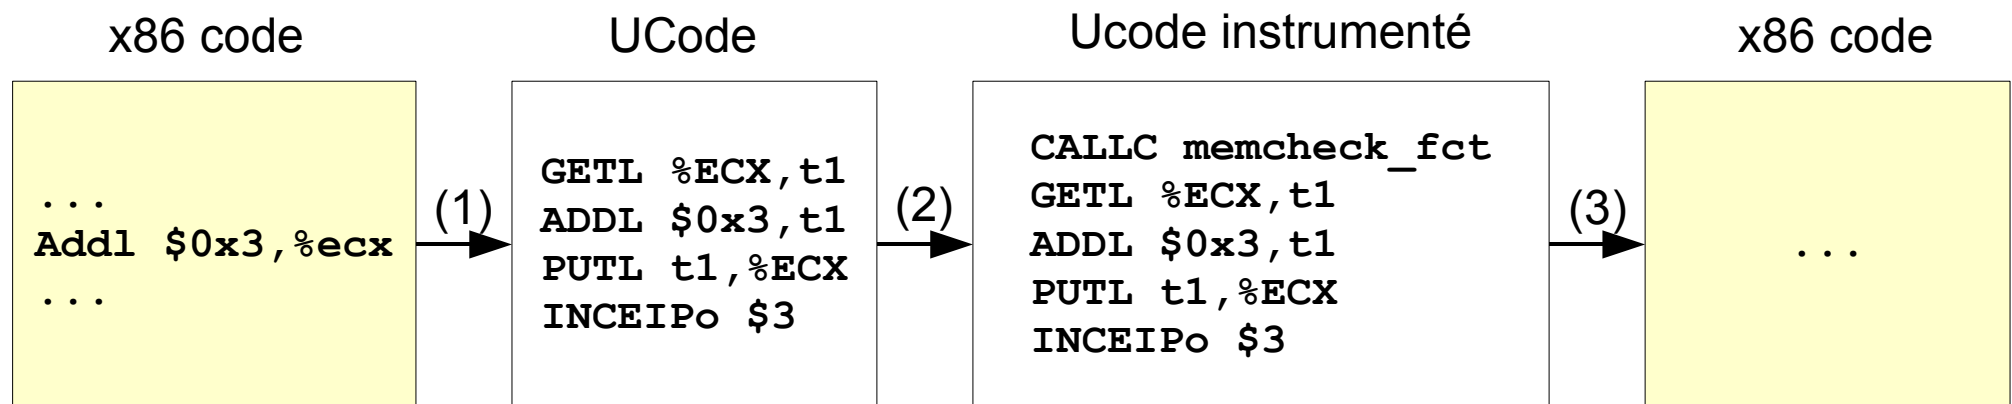 x86 code
UCode
Ucode instrumenté
x86 code
...
Addl $0x3,%ecx
...
(1)
GETL %ECX,t1
ADDL $0x3,t1
PUTL t1,%ECX
INCEIPo $3
(2)
CALLC memcheck_fct
GETL %ECX,t1
ADDL $0x3,t1
PUTL t1,%ECX
INCEIPo $3
(3)
...